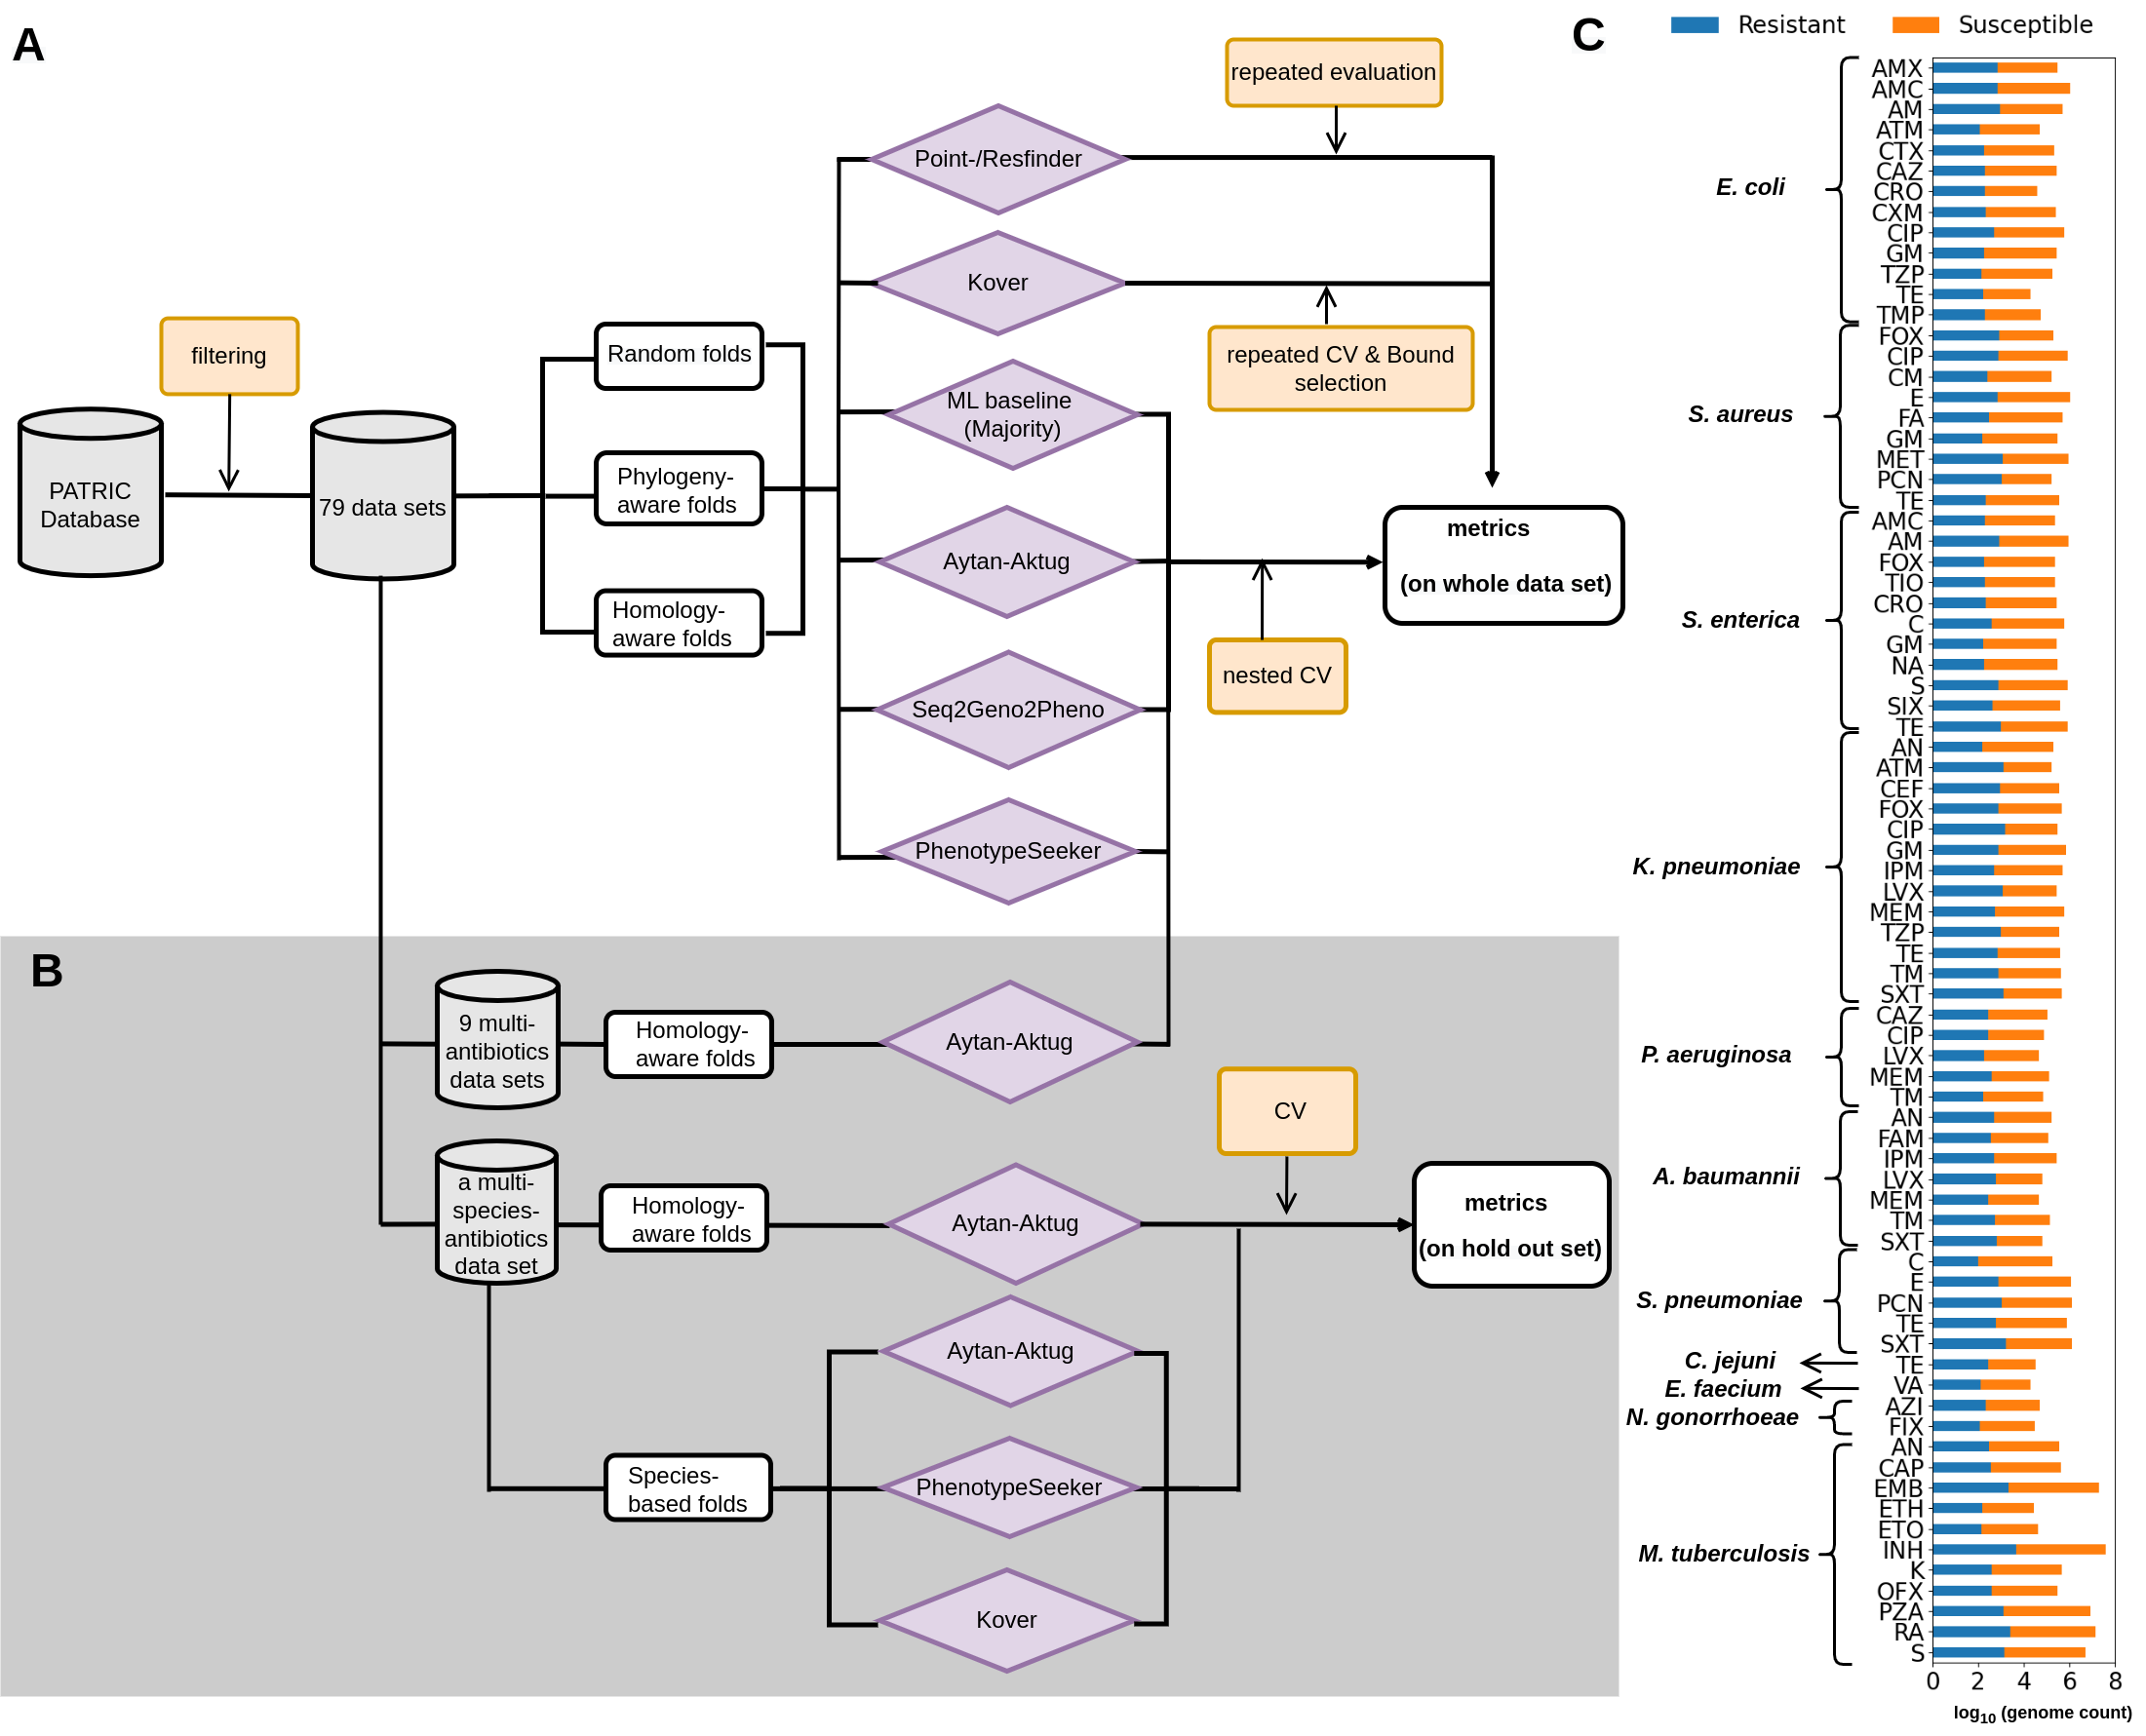 A
repeated evaluation
Point-/Resfinder
Kover
filtering
Random folds
repeated CV & Bound
selection
ML baseline
(Majority)
PATRIC
Database
79 data sets
Phylogeny-
aware folds
metrics
(on whole data set)
Aytan-Aktug
Homology-
aware folds
nested CV
Seq2Geno2Pheno
PhenotypeSeeker
B
9 multi-
antibiotics
data sets
Homology-
aware folds
Aytan-Aktug
CV
a multi-
species-
antibiotics
data set
Homology-
aware folds
Aytan-Aktug
metrics
(on hold out set)
Aytan-Aktug
Species-
based folds
PhenotypeSeeker
Kover
C
Resistant
Susceptible
E. coli
AMX
AMC
AM
ATM
CTX
CAZ
CRO
CXM
CIP
GM
TZP
TE
TMP
S. aureus
FOX
CIP
CM
E
FA
GM
MET
PCN
TE
S. enterica
AMC
AM
FOX
TIO
CRO
C
GM
NA
S
SIX
TE
K. pneumoniae
AN
ATM
CEF
FOX
CIP
GM
IPM
LVX
MEM
TZP
TE
TM
SXT
P. aeruginosa
CAZ
CIP
LVX
MEM
TM
A. baumannii
AN
FAM
IPM
LVX
MEM
TM
SXT
S. pneumoniae
C
E
PCN
TE
SXT
C. jejuni
TE
E. faecium
VA
N. gonorrhoeae
AZI
FIX
M. tuberculosis
AN
CAP
EMB
ETH
ETO
INH
K
OFX
PZA
RA
S
0 2 4 6 8
log10 (genome count)